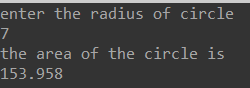 enter the radius of circle
7
the area of the circle is
153.958